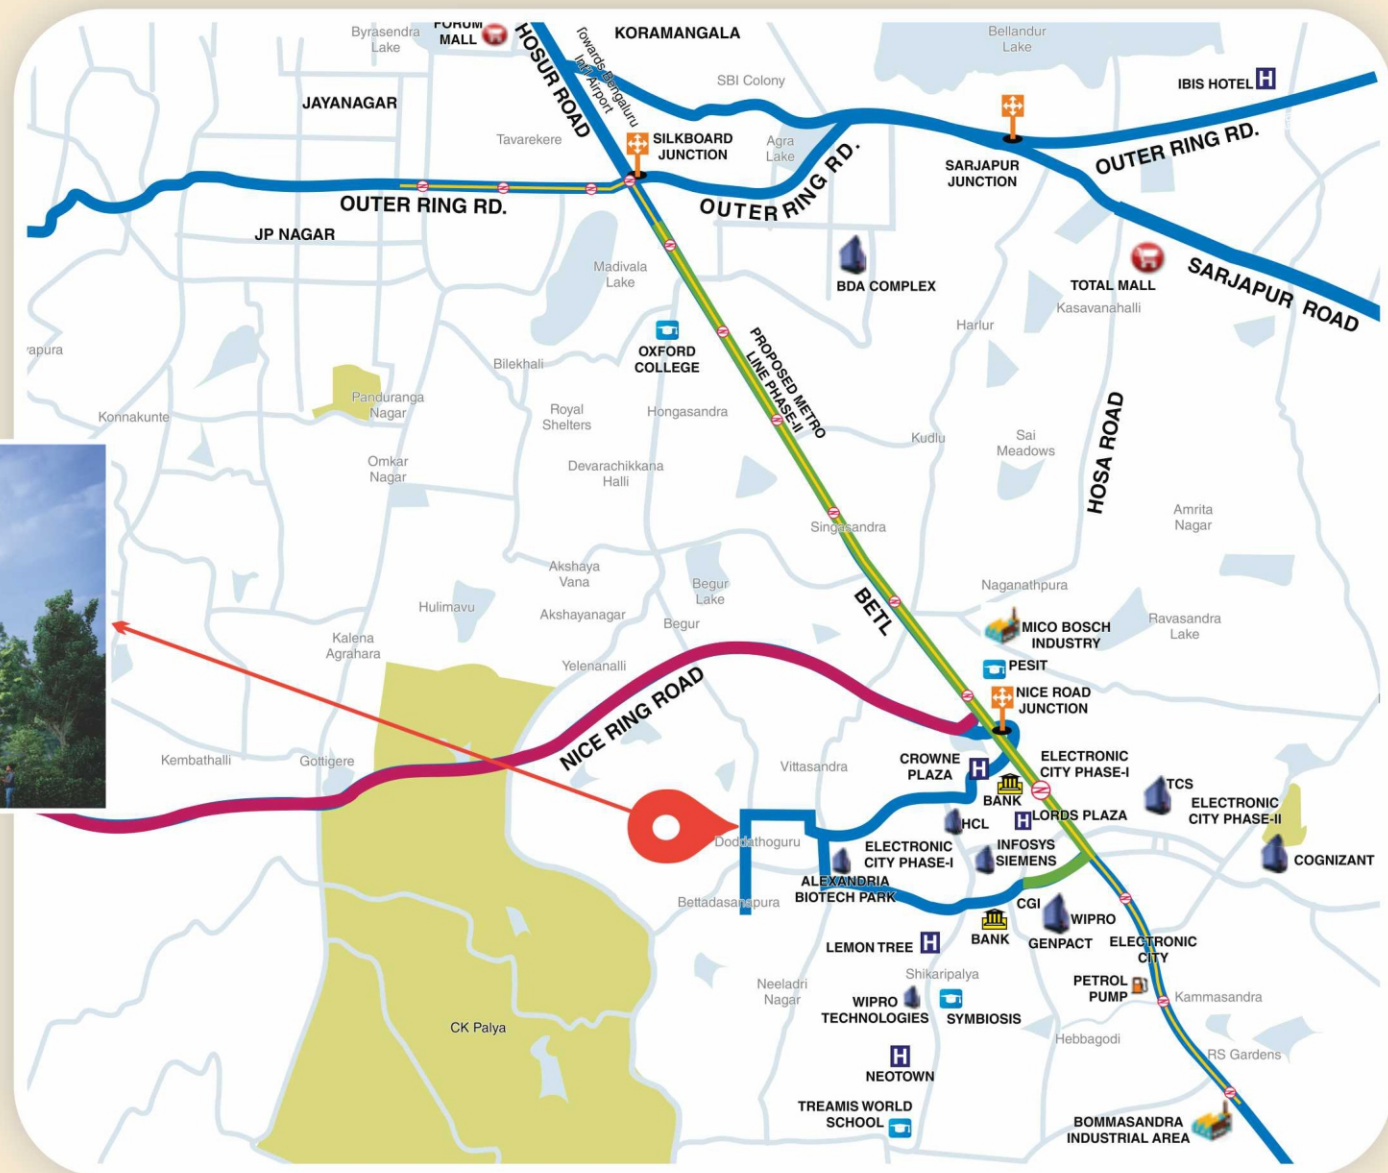 FORUM
MALL
Byrasendra
Lake
HOSUR ROAD
Towards Bengaluru
Int'l Airport
KORAMANGALA
SBI Colony
Bellandur
Lake
IBIS HOTEL
H
JAYANAGAR
Tavarekere
SILKBOARD
JUNCTION
Agra
Lake
OUTER RING RD.
SARJAPUR
JUNCTION
OUTER RING RD.
OUTER RING RD.
JP NAGAR
Madivala
Lake
BDA COMPLEX
TOTAL MALL
Kasavanahalli
SARJAPUR ROAD
Harlur
apura
OXFORD
COLLEGE
PROPOSED METRO
LINE PHASE-II
Bilekhali
Panduranga
Nagar
Konnakunte
Royal
Shelters
Hongasandra
Kudlu
Sai
Meadows
HOSA ROAD
Omkar
Nagar
Devarachikkana
Halli
Singasandra
Amrita
Nagar
Akshaya
Vana
Begur
Lake
Naganathpura
Hulimavu
Akshayanagar
Begur
BETL
MICO BOSCH
INDUSTRY
Ravasandra
Lake
Kalena
Agrahara
Yelenanalli
PESIT
NICE ROAD
JUNCTION
NICE RING ROAD
Kembathalli
Gottigere
Vittasandra
CROWNE
PLAZA
H
ELECTRONIC
CITY PHASE-I
BANK
TCS
ELECTRONIC
CITY PHASE-II
HCL
H
LORDS PLAZA
Doddathoguru
ELECTRONIC
CITY PHASE-I
INFOSYS
SIEMENS
COGNIZANT
ALEXANDRIA
BIOTECH PARK
Bettadasanapura
CGI
WIPRO
BANK
GENPACT
LEMON TREE
H
ELECTRONIC
CITY
Shikaripalya
Neeladri
Nagar
PETROL
PUMP
Kammasandra
WIPRO
TECHNOLOGIES
SYMBIOSIS
CK Palya
Hebbagodi
RS Gardens
H
NEOTOWN
TREAMIS WORLD
SCHOOL
BOMMASANDRA
INDUSTRIAL AREA